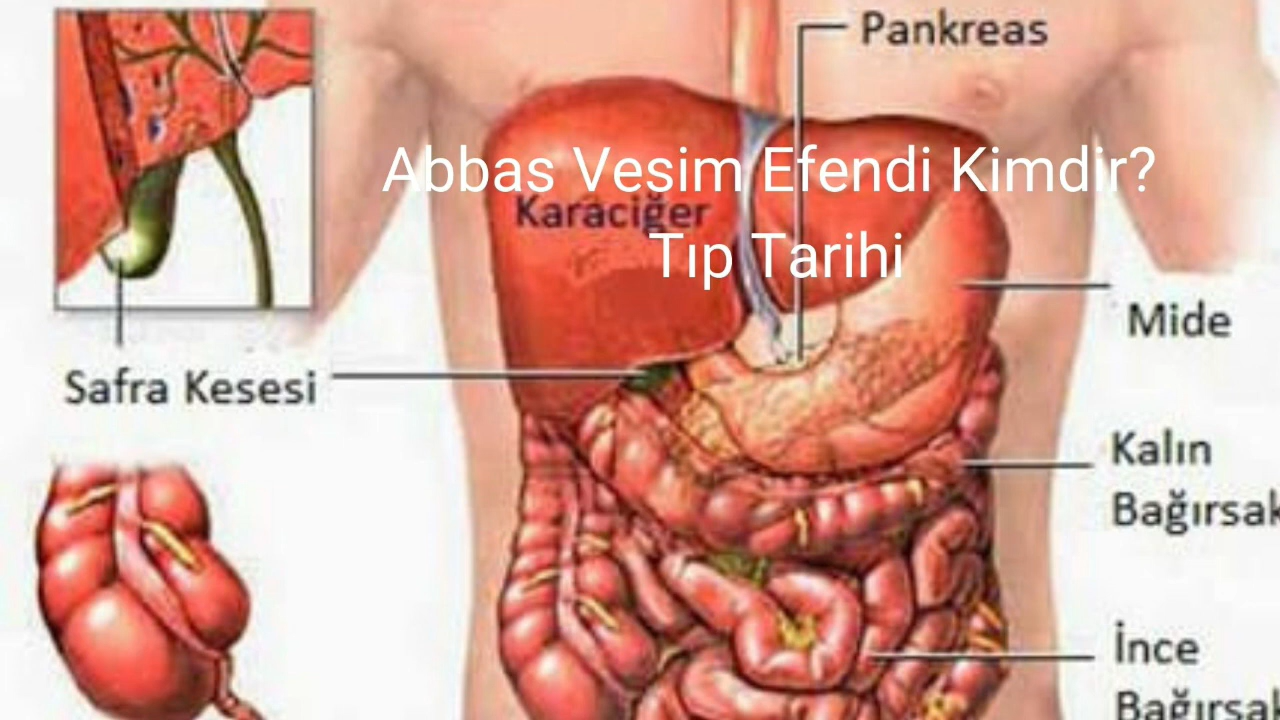 Pankreas
Abbas Vesim Efendi Kimdir?
Karaciğer
Tıp Tarihi
Mide
Safra Kesesi
Kalın
Bağırsak
İnce
Bağırsak